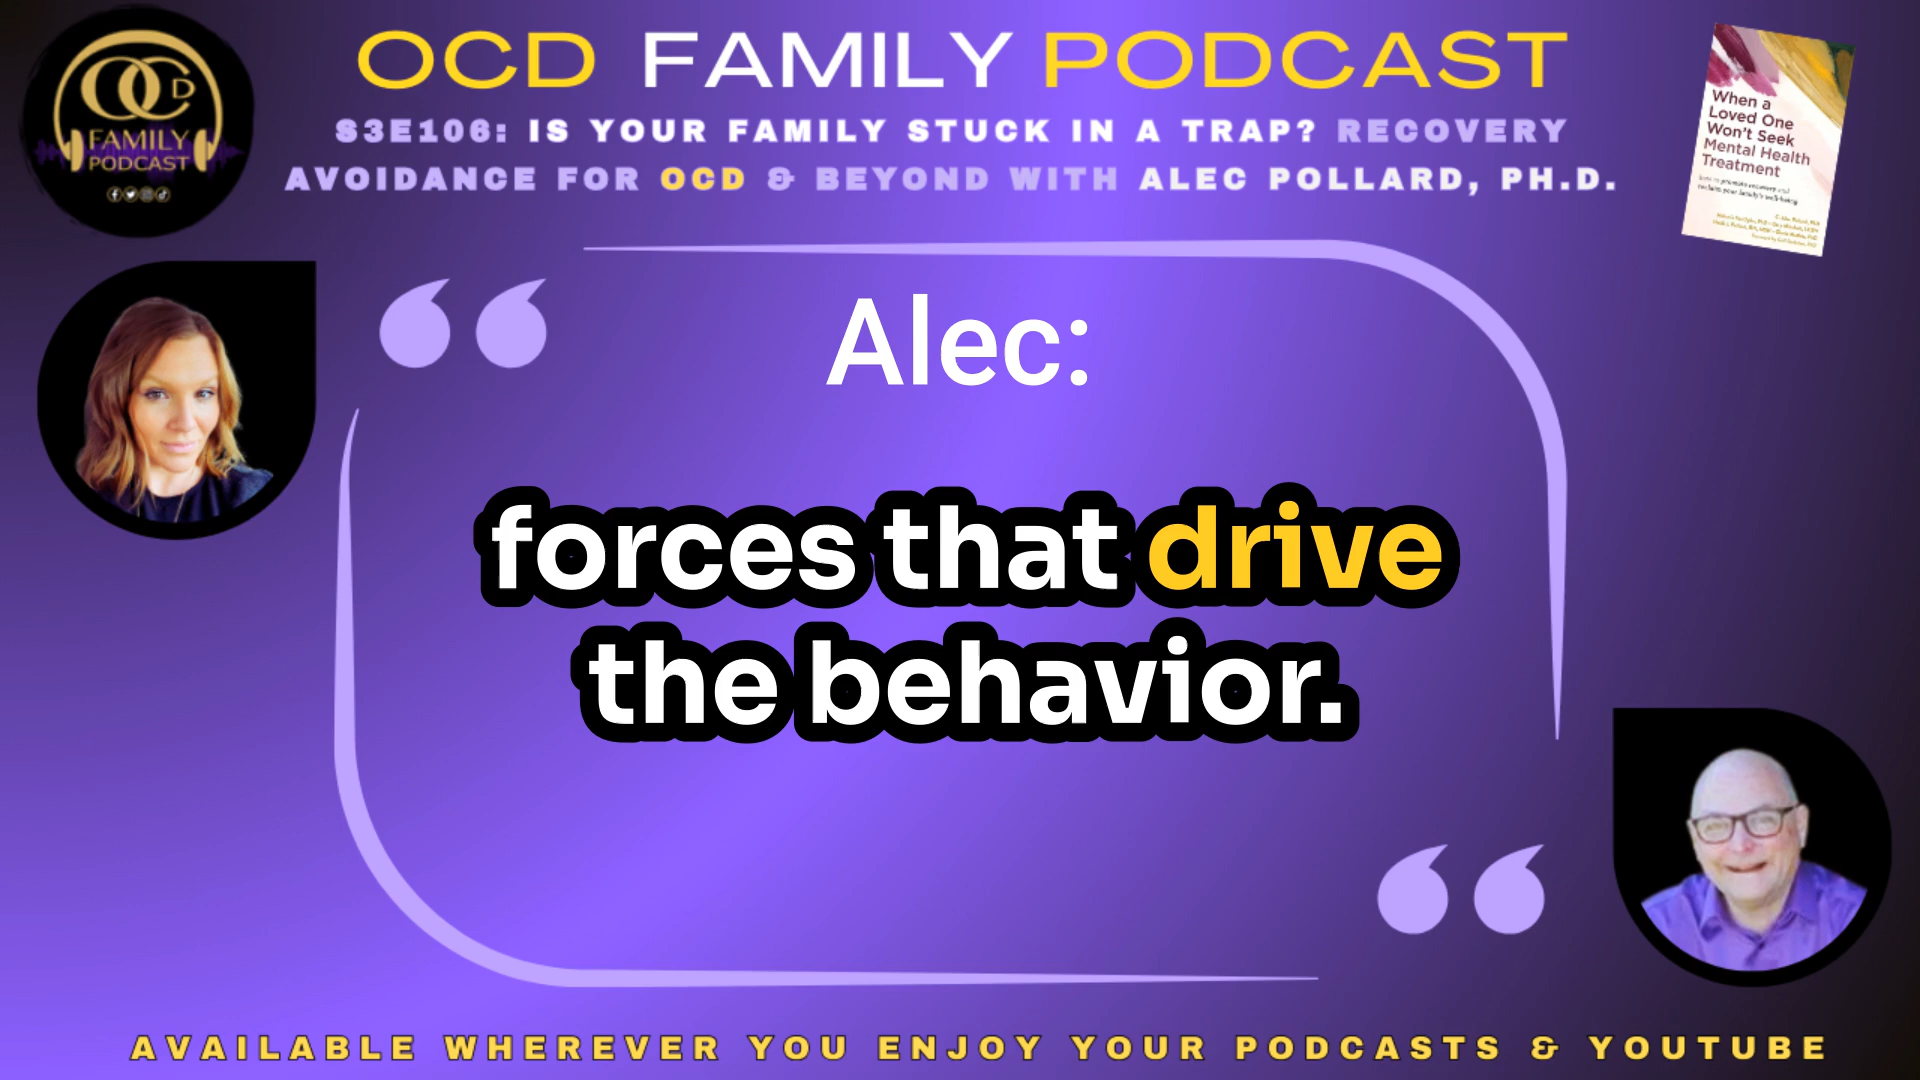 OCD FAMILY PODCAST
S3E106: IS YOUR FAMILY STUCK IN A TRAP? RECOVERY
AVOIDANCE FOR OCD & BEYOND WITH ALEC POLLARD, PH.D.
OCD
FAMILY
PODCAST
When a
Loved One
Won't Seek
Mental Health
Treatment
Alec:
forces that drive
the behavior.
AVAILABLE WHEREVER YOU ENJOY YOUR PODCASTS & YOUTUBE